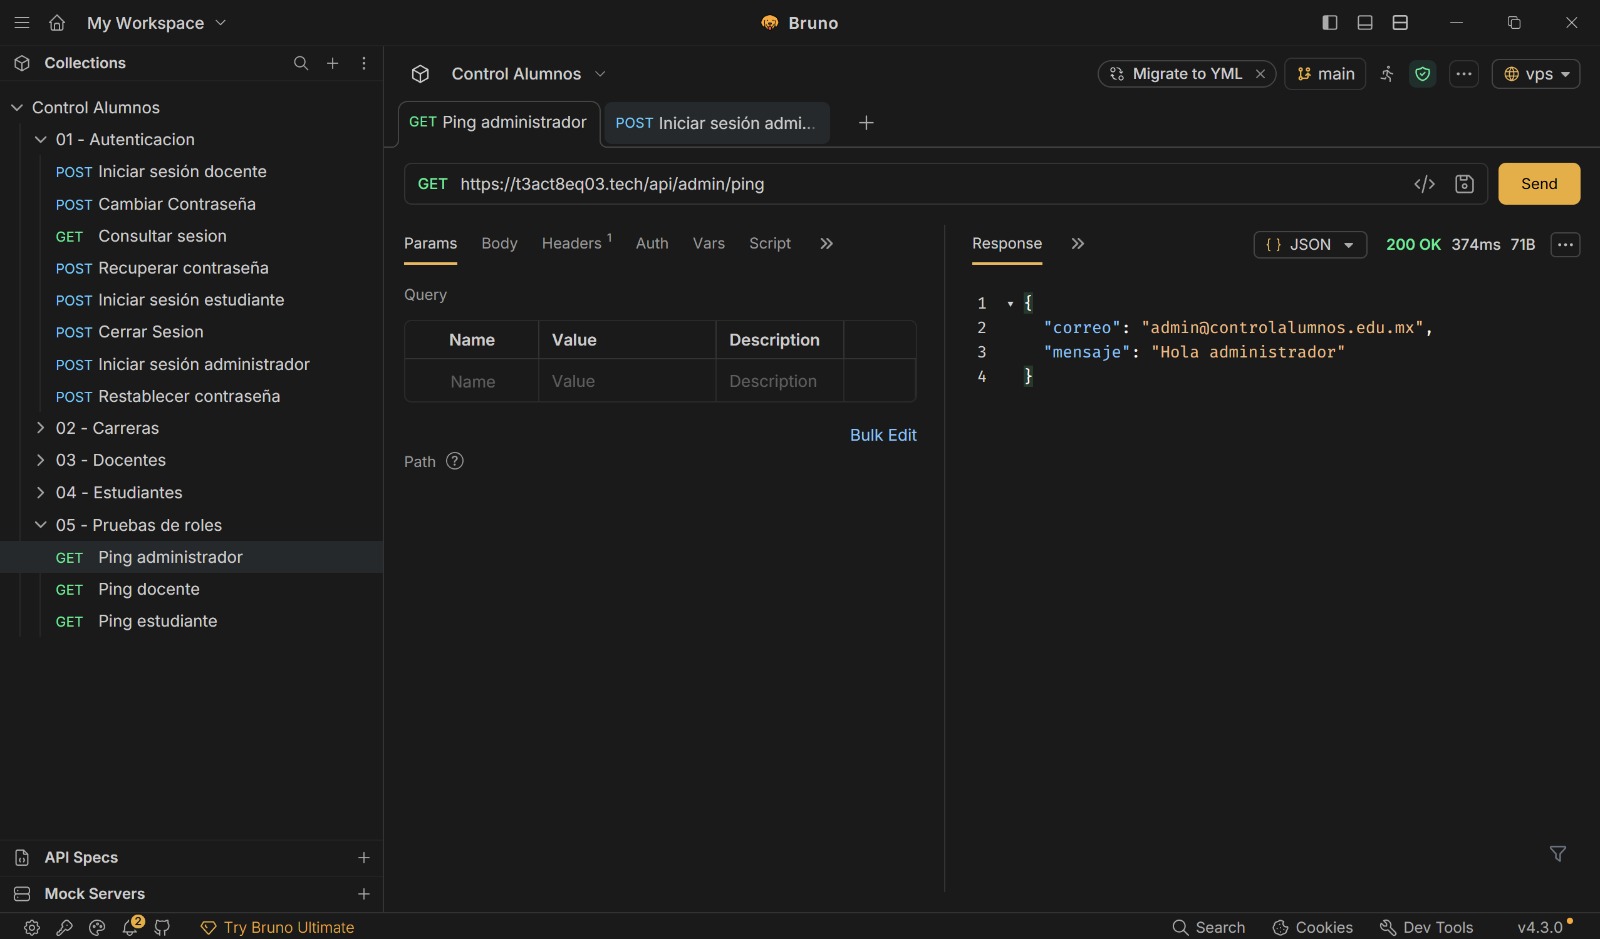 My Workspace
Bruno
Collections
Control Alumnos
01 - Autenticacion
POST Iniciar sesión docente
POST Cambiar Contraseña
GET Consultar sesion
POST Recuperar contraseña
POST Iniciar sesión estudiante
POST Cerrar Sesion
POST Iniciar sesión administrador
POST Restablecer contraseña
02 - Carreras
03 - Docentes
04 - Estudiantes
05 - Pruebas de roles
GET Ping administrador
GET Ping docente
GET Ping estudiante
API Specs
Mock Servers
Control Alumnos
Migrate to YML
main
vps
GET Ping administrador
POST Iniciar sesión admi...
GET https://t3act8eq03.tech/api/admin/ping
Send
Params Body Headers 1 Auth Vars Script
Query
Name Value Description
Name Value Description
Bulk Edit
Path ?
Response
{ } JSON
200 OK 374ms 71B
1 {
2 "correo": "admin@controlalumnos.edu.mx",
3 "mensaje": "Hola administrador"
4 }
2
Try Bruno Ultimate
Search
Cookies
Dev Tools
v4.3.0